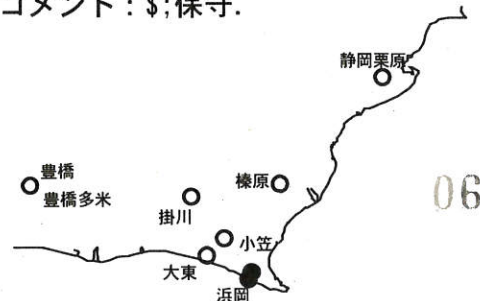 コメント : $;保守.
静岡栗原
豊橋
豊橋多米
榛原
掛川
小笠
大東
浜岡
06